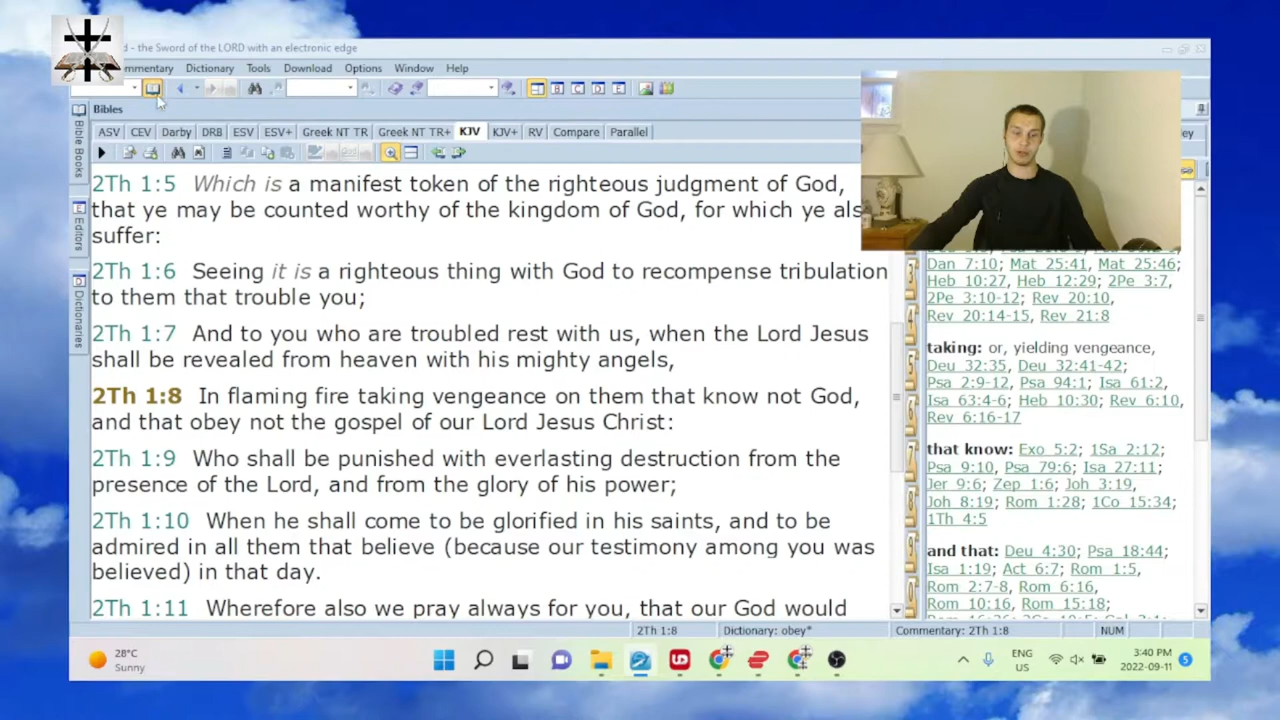 d - the Sword of the LORD with an electronic edge
mmentary Dictionary Tools Download Options Window Help
B C D E
Bibles
ASV CEV Darby DRB ESV ESV+ Greek NT TR Greek NT TR+ KJV KJV+ RV Compare Parallel
Bible Books
Editors
Dictionaries
2Th 1:5 Which is a manifest token of the righteous judgment of God,
that ye may be counted worthy of the kingdom of God, for which ye als
suffer:
2Th 1:6 Seeing it is a righteous thing with God to recompense tribulation
to them that trouble you;
2Th 1:7 And to you who are troubled rest with us, when the Lord Jesus
shall be revealed from heaven with his mighty angels,
2Th 1:8 In flaming fire taking vengeance on them that know not God,
and that obey not the gospel of our Lord Jesus Christ:
2Th 1:9 Who shall be punished with everlasting destruction from the
presence of the Lord, and from the glory of his power;
2Th 1:10 When he shall come to be glorified in his saints, and to be
admired in all them that believe (because our testimony among you was
believed) in that day.
2Th 1:11 Wherefore also we pray always for you, that our God would
Dan 7:10; Mat 25:41, Mat 25:46;
Heb 10:27, Heb 12:29; 2Pe 3:7,
2Pe 3:10-12; Rev 20:10,
Rev 20:14-15, Rev 21:8
taking: or, yielding vengeance,
Deu 32:35, Deu 32:41-42;
Psa 2:9-12, Psa 94:1; Isa 61:2,
Isa 63:4-6; Heb 10:30; Rev 6:10,
Rev 6:16-17
that know: Exo 5:2; 1Sa 2:12;
Psa 9:10, Psa 79:6; Isa 27:11;
Jer 9:6; Zep 1:6; Joh 3:19,
Joh 8:19; Rom 1:28; 1Co 15:34;
1Th 4:5
and that: Deu 4:30; Psa 18:44;
Isa 1:19; Act 6:7; Rom 1:5,
Rom 2:7-8, Rom 6:16,
Rom 10:16, Rom 15:18;
2Th 1:8 Dictionary: obey* Commentary: 2Th 1:8 NUM
28°C
Sunny
ENG
US
3:40 PM
2022-09-11
5